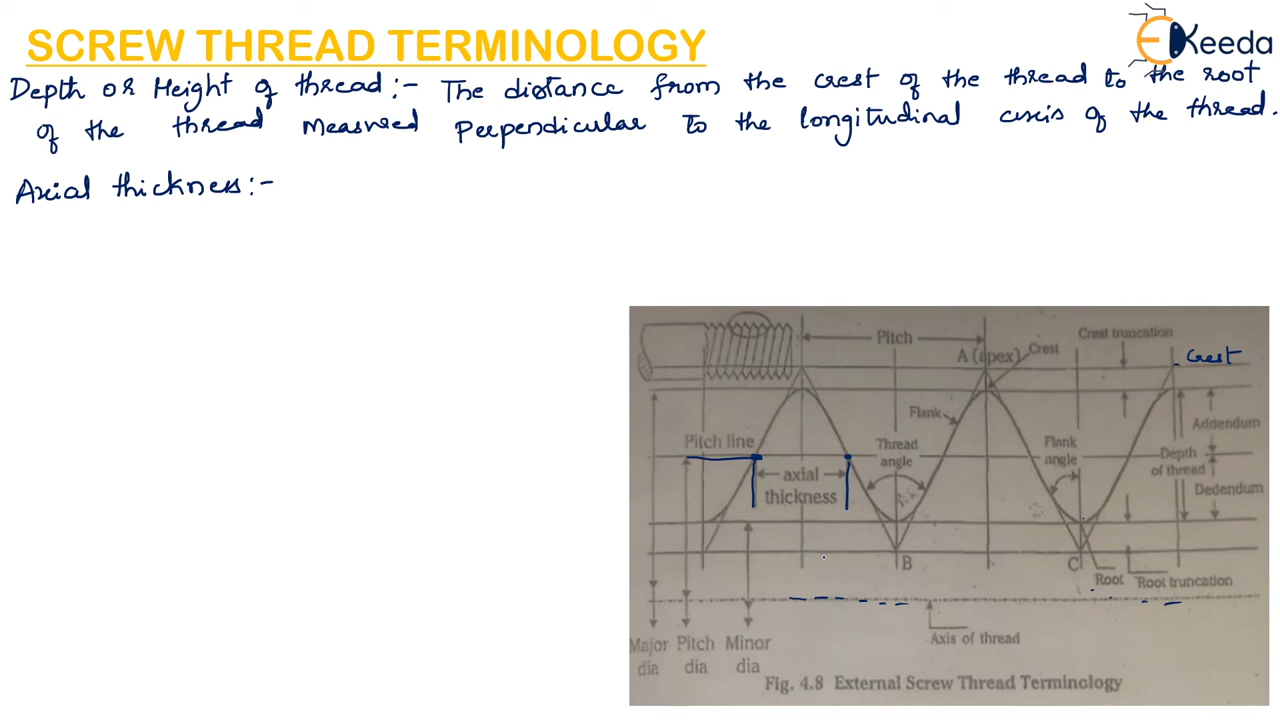 SCREW THREAD TERMINOLOGY
EKeeda
Depth or Height of thread :- The distance from the crest of the thread to the root
of the thread measured Perpendicular to the longitudinal axis of the thread.
Axial thickness :-
Pitch
Crest truncation
A (apex)
Crest
Crest
Flank
Addendum
Pitch line
Thread
angle
Flank
angle
Depth
of thread
axial
thickness
Dedendum
B
C
Root
Root truncation
Axis of thread
Major
dia
Pitch
dia
Minor
dia
Fig. 4.8 External Screw Thread Terminology